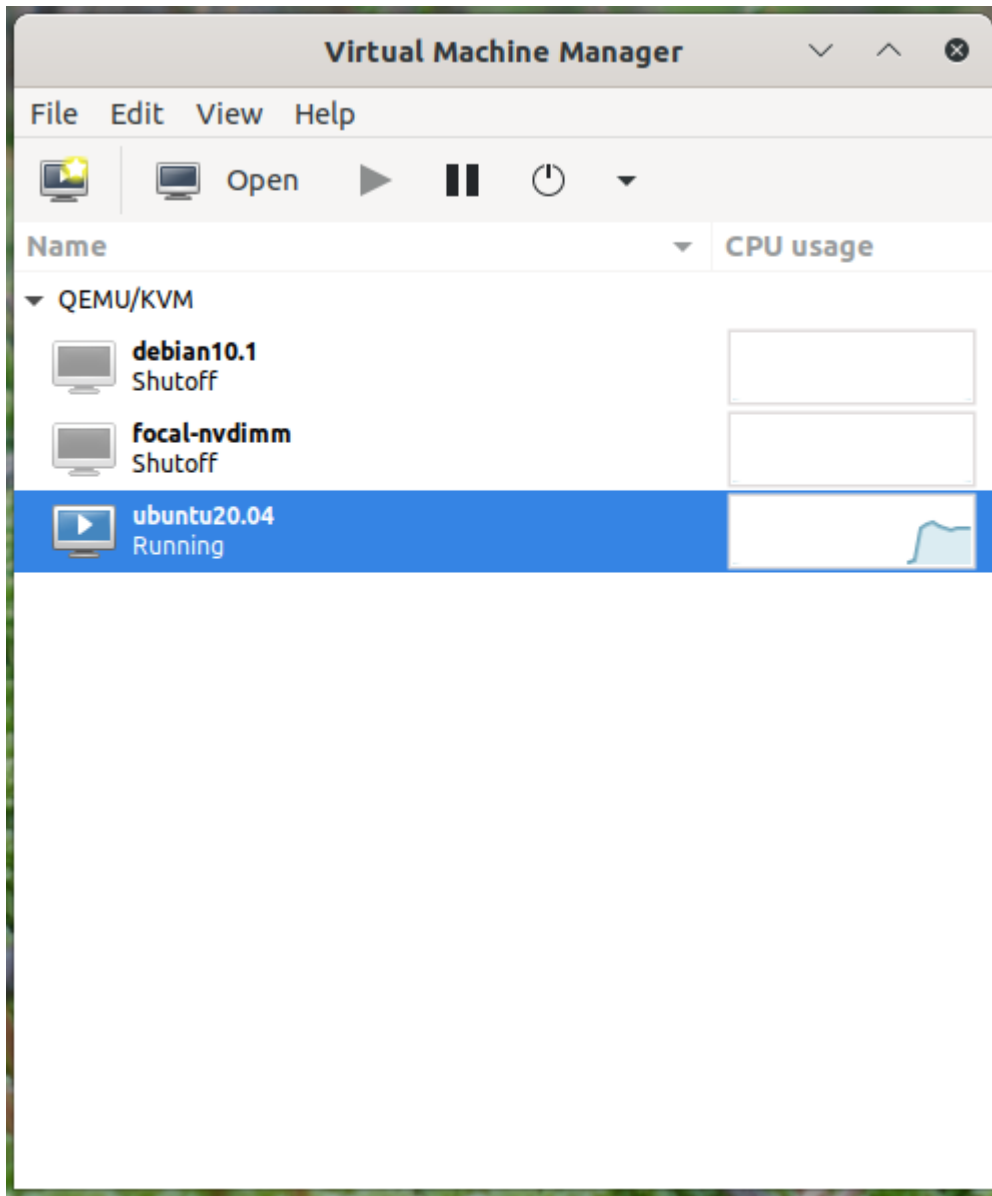 Virtual Machine Manager
File Edit View Help
Open
Name CPU usage
QEMU/KVM
debian10.1
Shutoff
focal-nvdimm
Shutoff
ubuntu20.04
Running